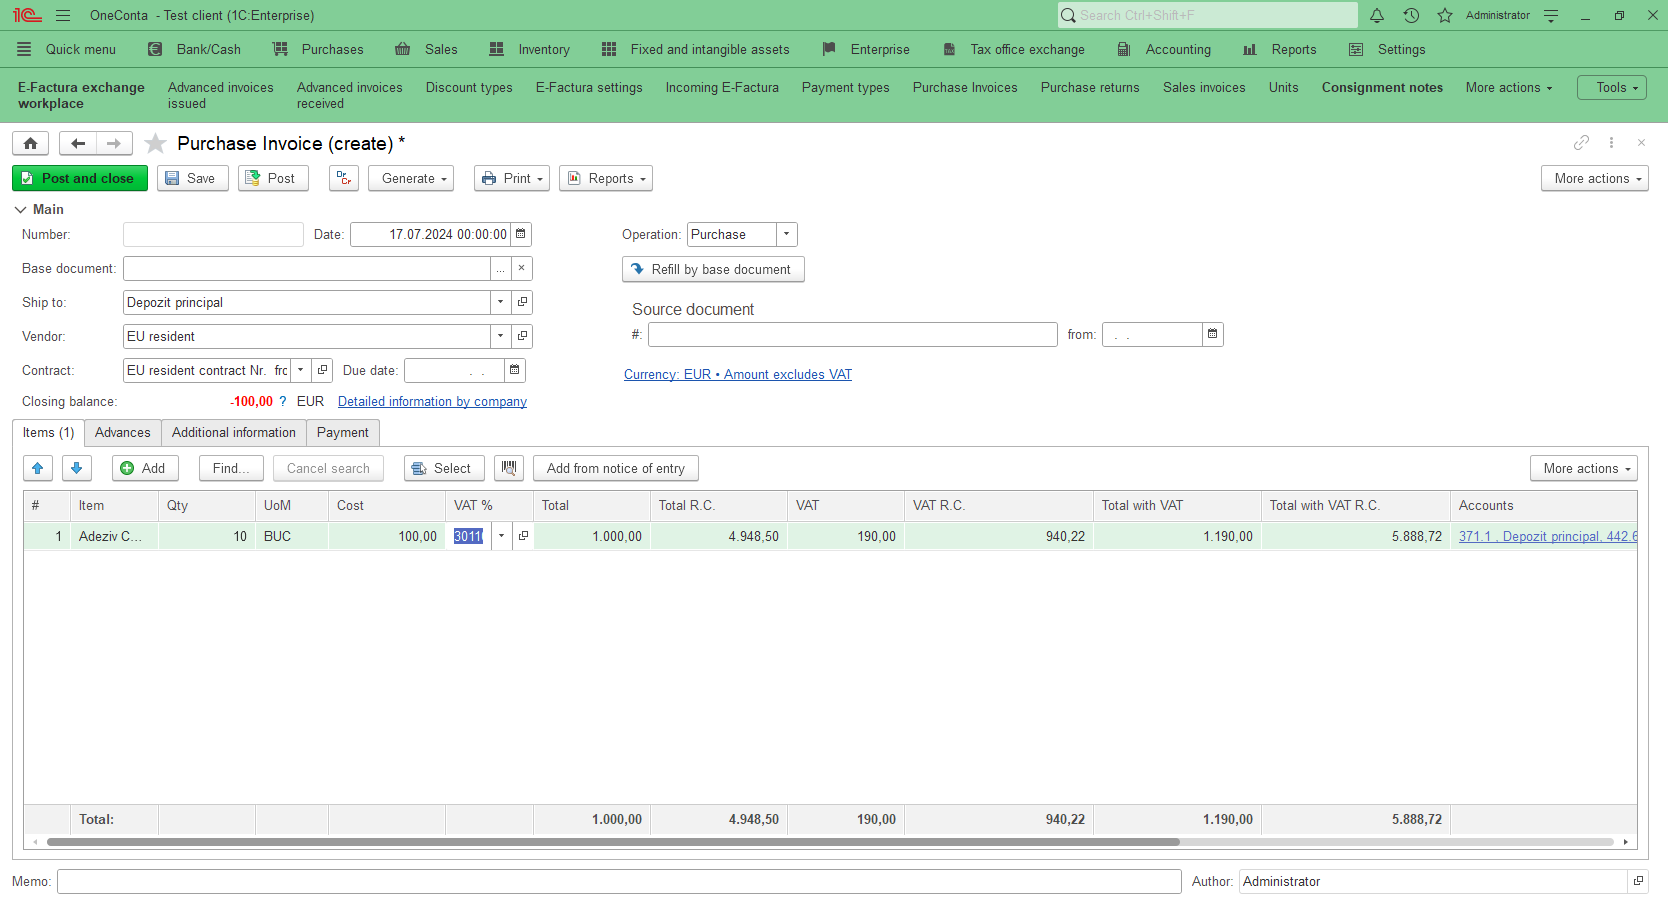 OneConta - Test client (1C:Enterprise)
Search Ctrl+Shift+F
Administrator
Quick menu
Bank/Cash
Purchases
Sales
Inventory
Fixed and intangible assets
Enterprise
Tax office exchange
Accounting
Reports
Settings
E-Factura exchange workplace
Advanced invoices issued
Advanced invoices received
Discount types
E-Factura settings
Incoming E-Factura
Payment types
Purchase Invoices
Purchase returns
Sales invoices
Units
Consignment notes
More actions
Tools
Purchase Invoice (create) *
Post and close
Save
Post
Dr Cr
Generate
Print
Reports
More actions
Main
Number:
Date: 17.07.2024 00:00:00
Operation: Purchase
Base document:
...
Refill by base document
Ship to: Depozit principal
Source document
Vendor: EU resident
#:
from: . .
Contract: EU resident contract Nr. frc
Due date: . .
Currency: EUR • Amount excludes VAT
Closing balance: -100,00 ? EUR Detailed information by company
Items (1)
Advances
Additional information
Payment
Add
Find...
Cancel search
Select
Add from notice of entry
More actions
# Item Qty UoM Cost VAT % Total Total R.C. VAT VAT R.C. Total with VAT Total with VAT R.C. Accounts
1 Adeziv C... 10 BUC 100,00 3011 1.000,00 4.948,50 190,00 940,22 1.190,00 5.888,72 371.1 , Depozit principal, 442.6
Total: 1.000,00 4.948,50 190,00 940,22 1.190,00 5.888,72
Memo:
Author: Administrator